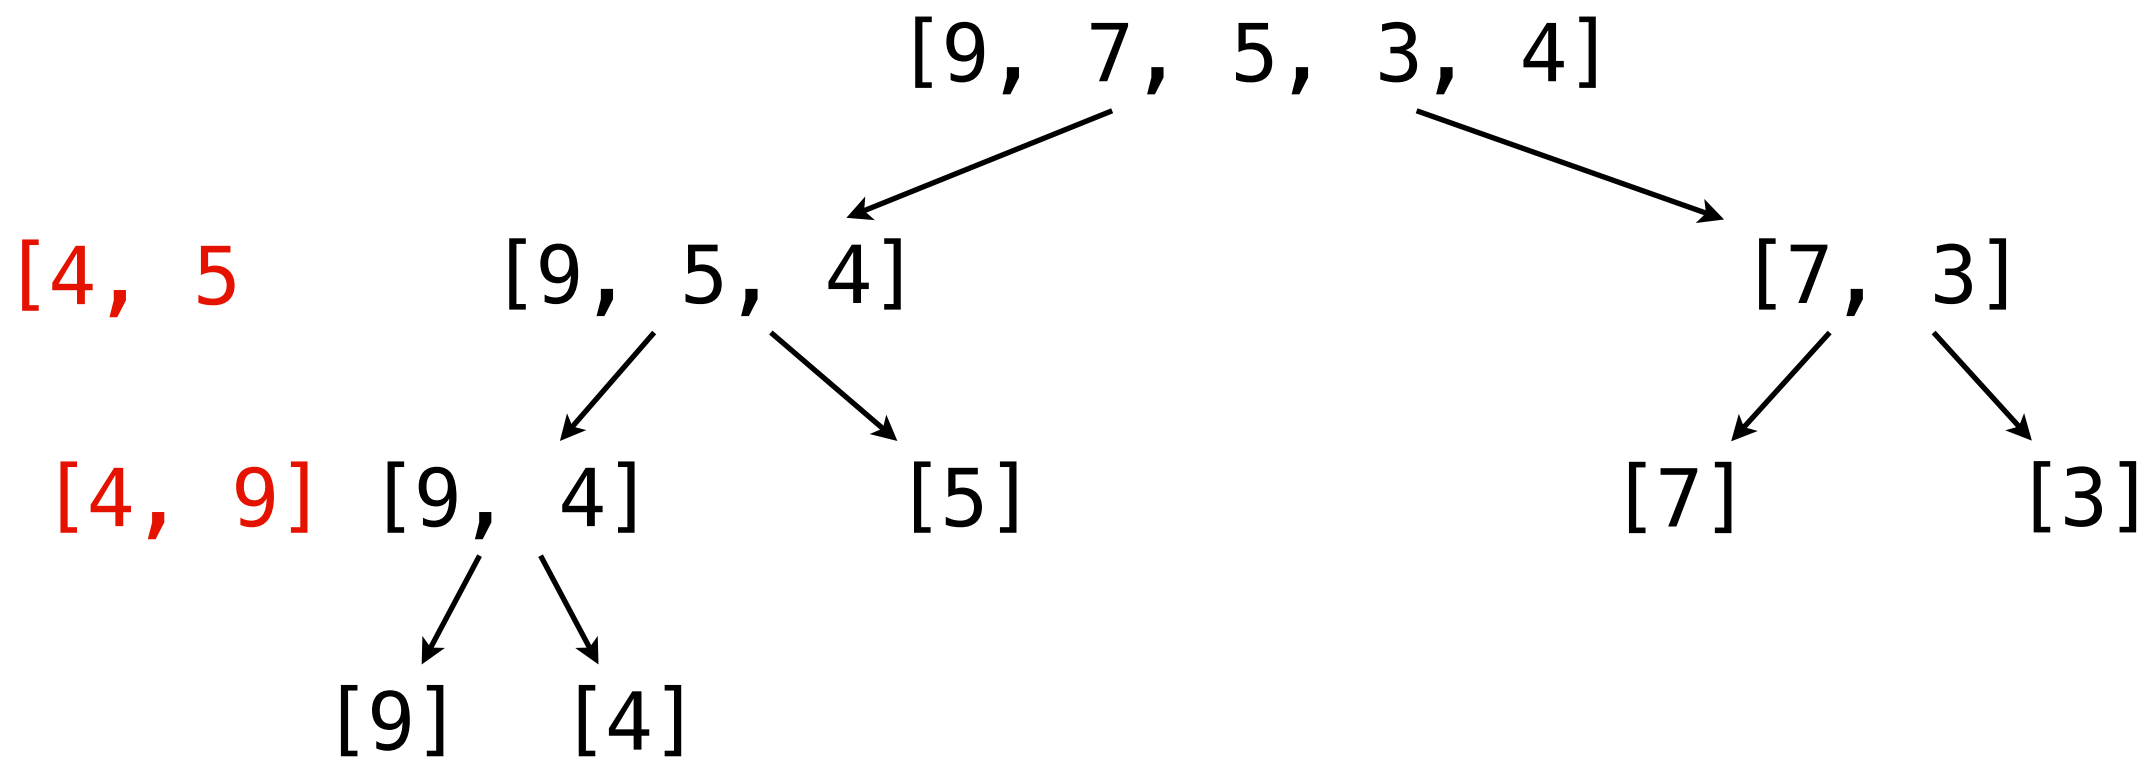 [9, 7, 5, 3, 4]
[4, 5 [9, 5, 4] [7, 3]
[4, 9] [9, 4] [5] [7] [3]
[9] [4]